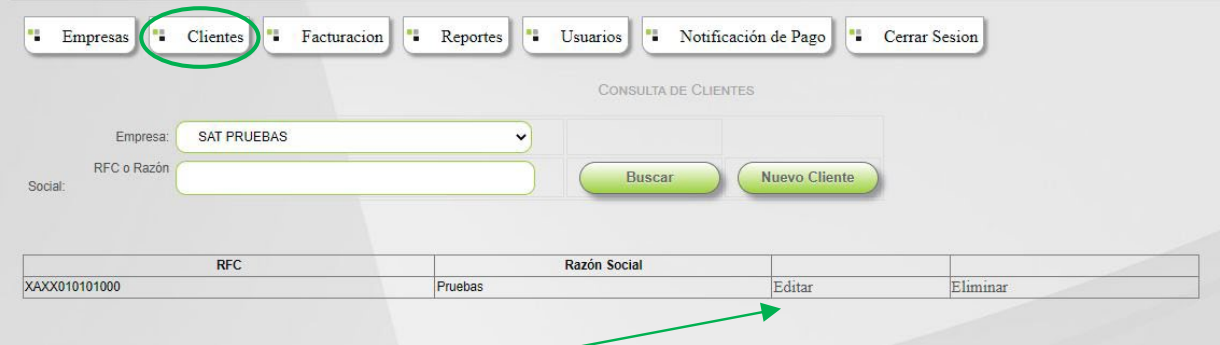 Empresas Clientes Facturacion Reportes Usuarios Notificación de Pago Cerrar Sesion
CONSULTA DE CLIENTES
Empresa: SAT PRUEBAS
RFC o Razón
Social:
Buscar Nuevo Cliente
RFC Razón Social
XAXX010101000 Pruebas Editar Eliminar